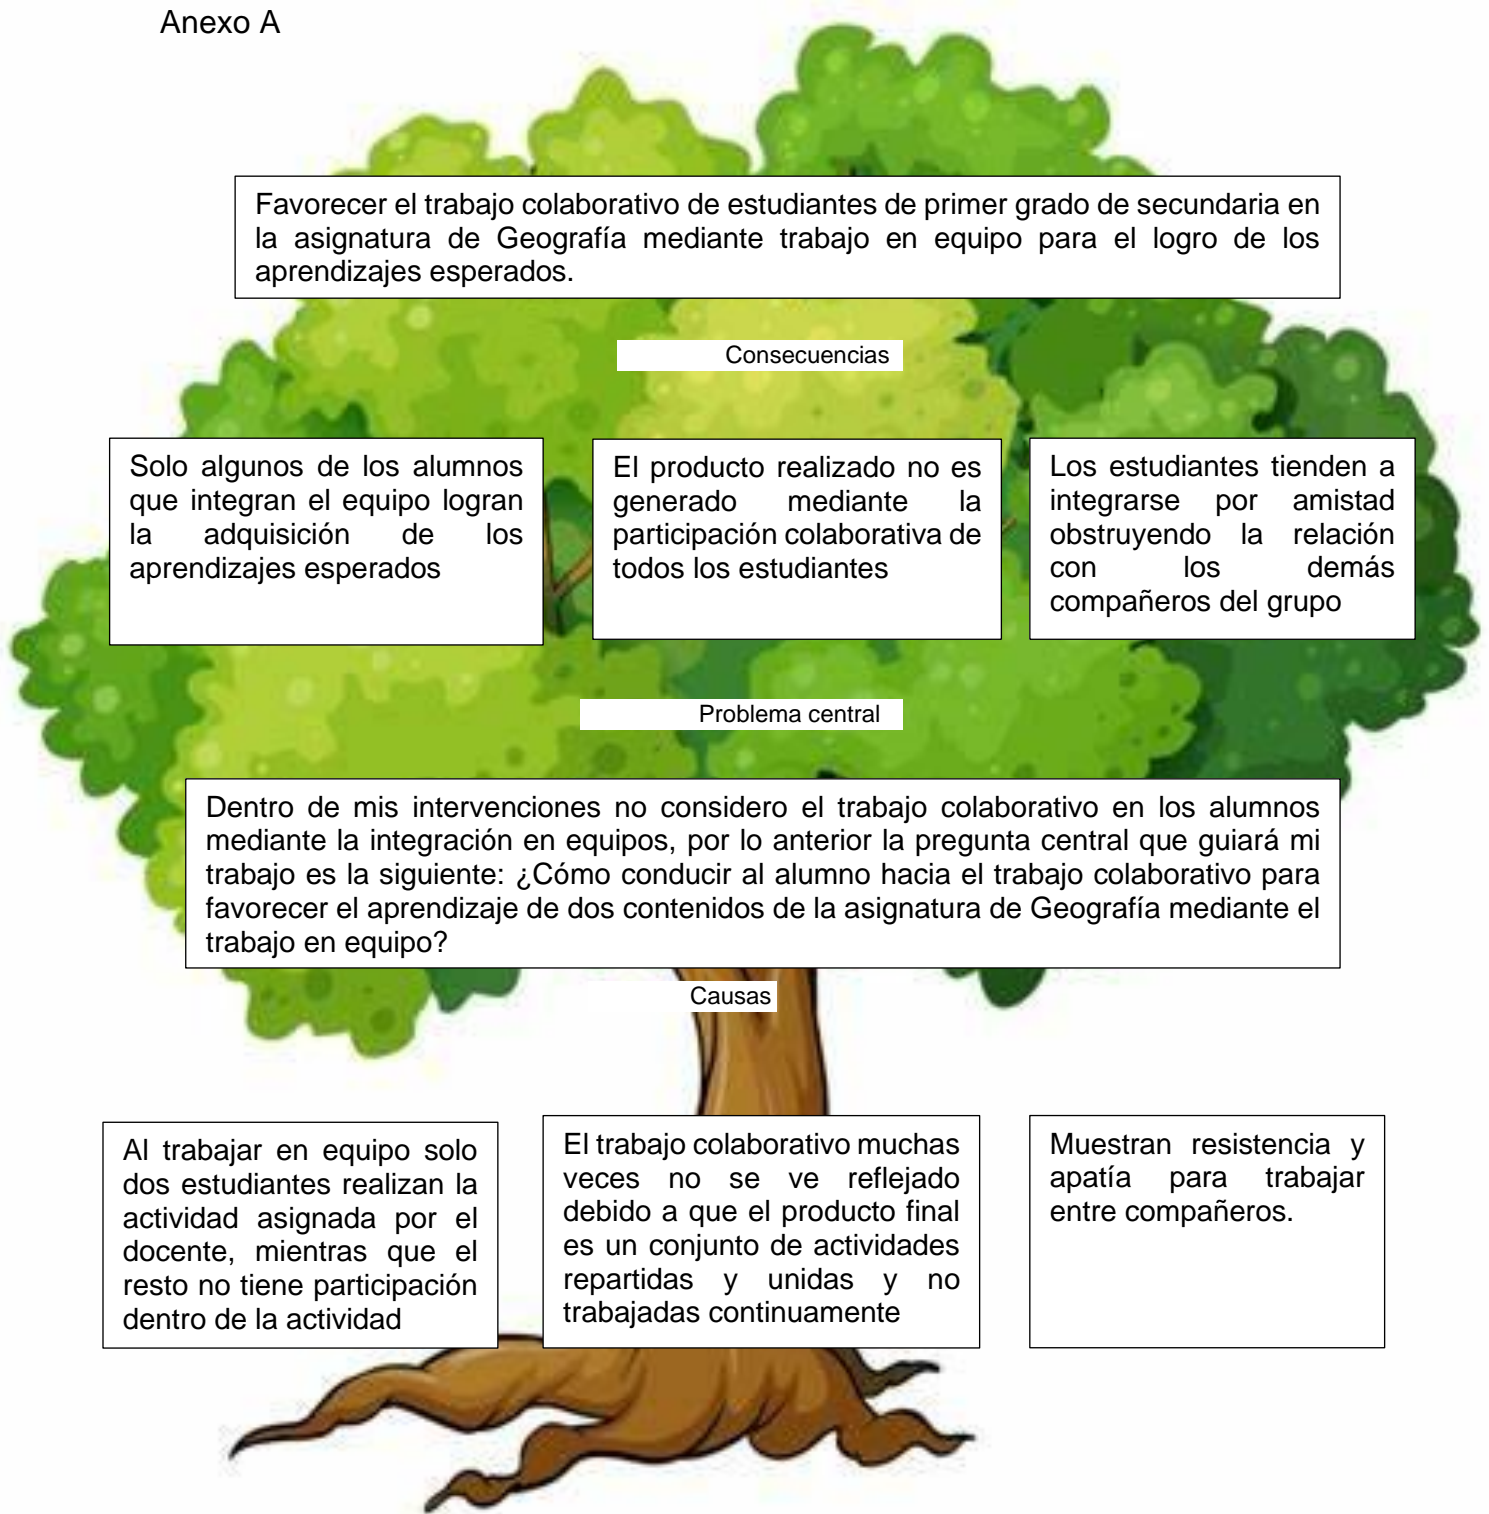 Anexo A
Favorecer el trabajo colaborativo de estudiantes de primer grado de secundaria en
la asignatura de Geografía mediante trabajo en equipo para el logro de los
aprendizajes esperados.
Consecuencias
Solo algunos de los alumnos
que integran el equipo logran
la adquisición de los
aprendizajes esperados
El producto realizado no es
generado mediante la
participación colaborativa de
todos los estudiantes
Los estudiantes tienden a
integrarse por amistad
obstruyendo la relación
con los demás
compañeros del grupo
Problema central
Dentro de mis intervenciones no considero el trabajo colaborativo en los alumnos
mediante la integración en equipos, por lo anterior la pregunta central que guiará mi
trabajo es la siguiente: ¿Cómo conducir al alumno hacia el trabajo colaborativo para
favorecer el aprendizaje de dos contenidos de la asignatura de Geografía mediante el
trabajo en equipo?
Causas
Al trabajar en equipo solo
dos estudiantes realizan la
actividad asignada por el
docente, mientras que el
resto no tiene participación
dentro de la actividad
El trabajo colaborativo muchas
veces no se ve reflejado
debido a que el producto final
es un conjunto de actividades
repartidas y unidas y no
trabajadas continuamente
Muestran resistencia y
apatía para trabajar
entre compañeros.